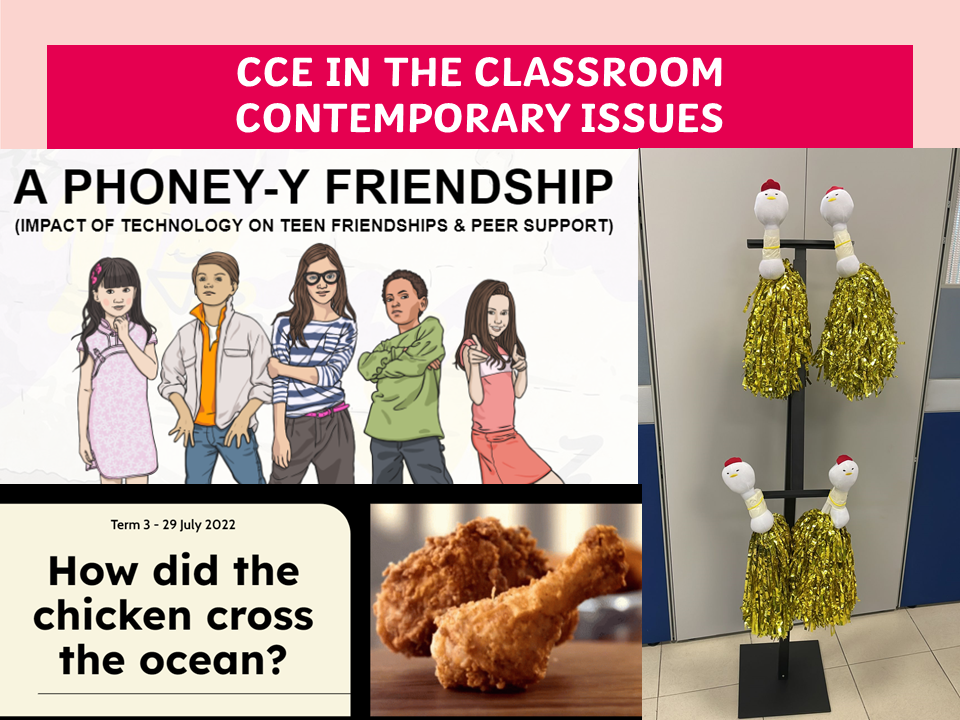 CCE IN THE CLASSROOM
CONTEMPORARY ISSUES
A PHONEY-Y FRIENDSHIP
(IMPACT OF TECHNOLOGY ON TEEN FRIENDSHIPS & PEER SUPPORT)
Term 3 - 29 July 2022
How did the
chicken cross
the ocean?